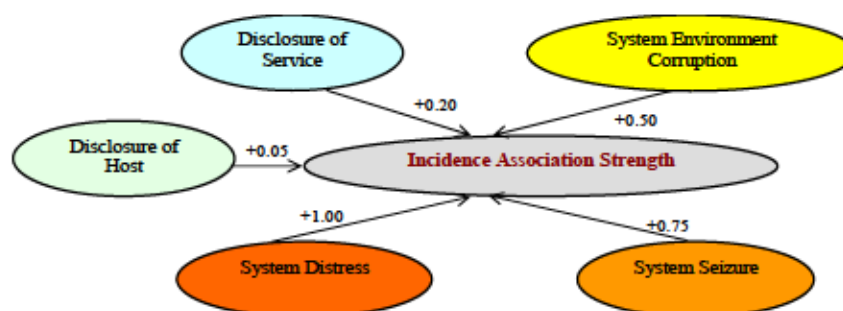 Disclosure of
Service
System Environment
Corruption
+0.20
+0.50
Disclosure of
Host
+0.05
Incidence Association Strength
+1.00
+0.75
System Distress
System Seizure